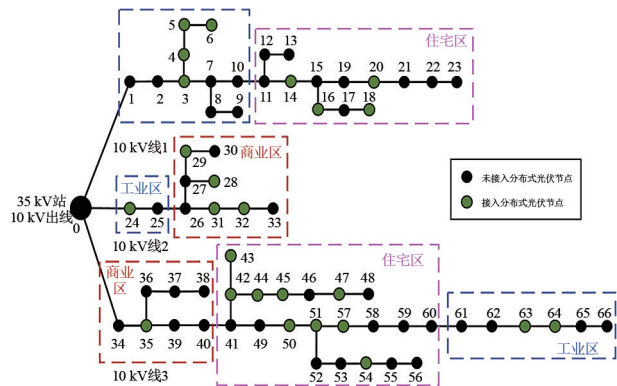 5 6 12 13 住宅区
4 7 10 15 19 20 21 22 23
1 2 3 8 9 11 14 16 17 18
10 kV线1 30 商业区
29
工业区 28
27
35 kV站
10 kV出线
0
24 25 26 31 32 33
10 kV线2
未接入分布式光伏节点
接入分布式光伏节点
商业
区
36 37 38
43 住宅区
42 44 45 46 47 48
34 35 39 40 41 49 50 51 57 58 59 60 61 62 63 64 65 66
52 53 54 55 56
工业区
10 kV线3